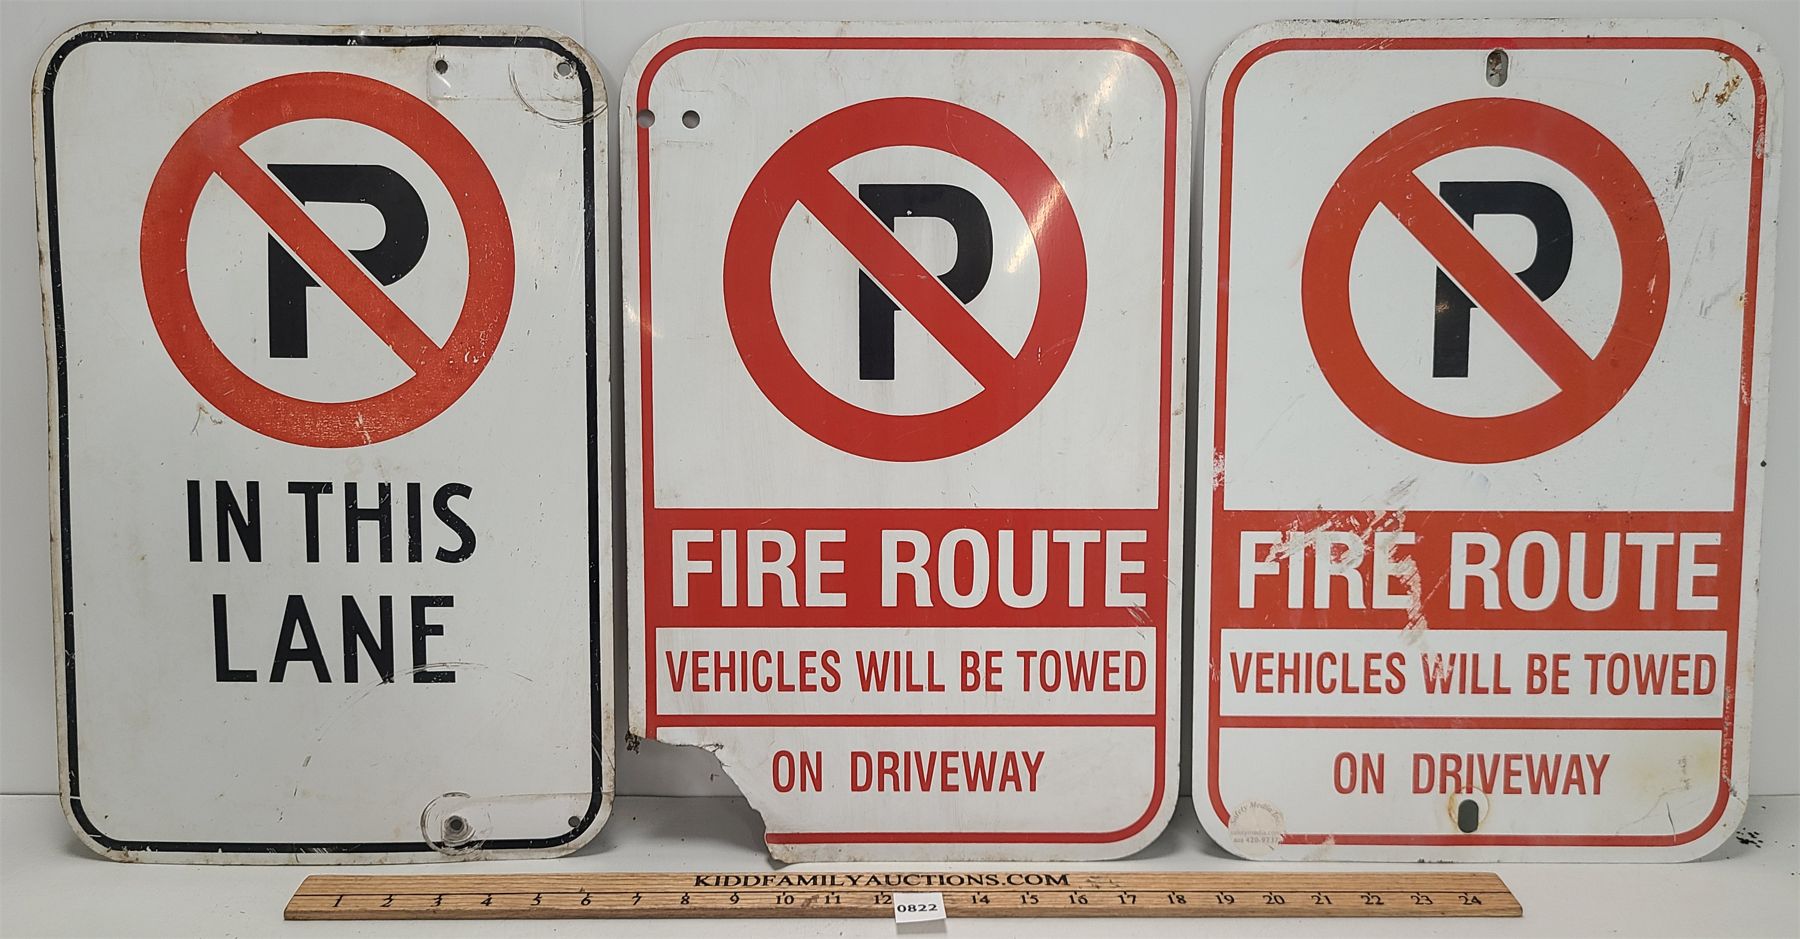 P
IN THIS
LANE
P
FIRE ROUTE
VEHICLES WILL BE TOWED
ON DRIVEWAY
P
FIRE ROUTE
VEHICLES WILL BE TOWED
ON DRIVEWAY
Safety Media
KIDDFAMILYAUCTIONS.COM
1 2 3 4 5 6 7 8 9 10 11 12 14 15 16 17 18 19 20 21 22 23 24
0822